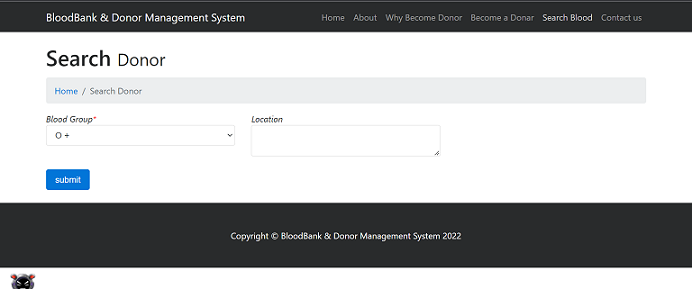 BloodBank & Donor Management System
Home About Why Become Donor Become a Donar Search Blood Contact us
Search Donor
Home / Search Donor
Blood Group* Location
O +
submit
Copyright © BloodBank & Donor Management System 2022